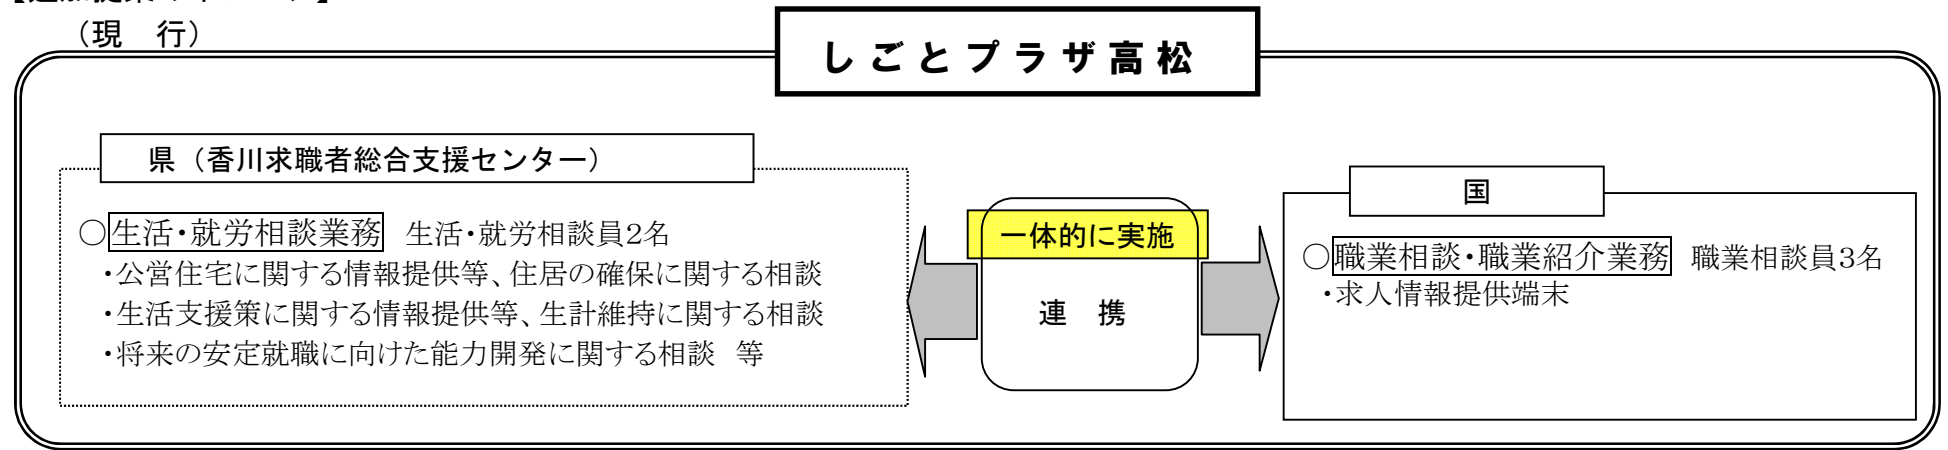 （現　行）
しごとプラザ高松
県（香川求職者総合支援センター）
○生活・就労相談業務　生活・就労相談員2名
・公営住宅に関する情報提供等、住居の確保に関する相談
・生活支援策に関する情報提供等、生計維持に関する相談
・将来の安定就職に向けた能力開発に関する相談　等
一体的に実施
連　携
国
○職業相談・職業紹介業務　職業相談員3名
・求人情報提供端末